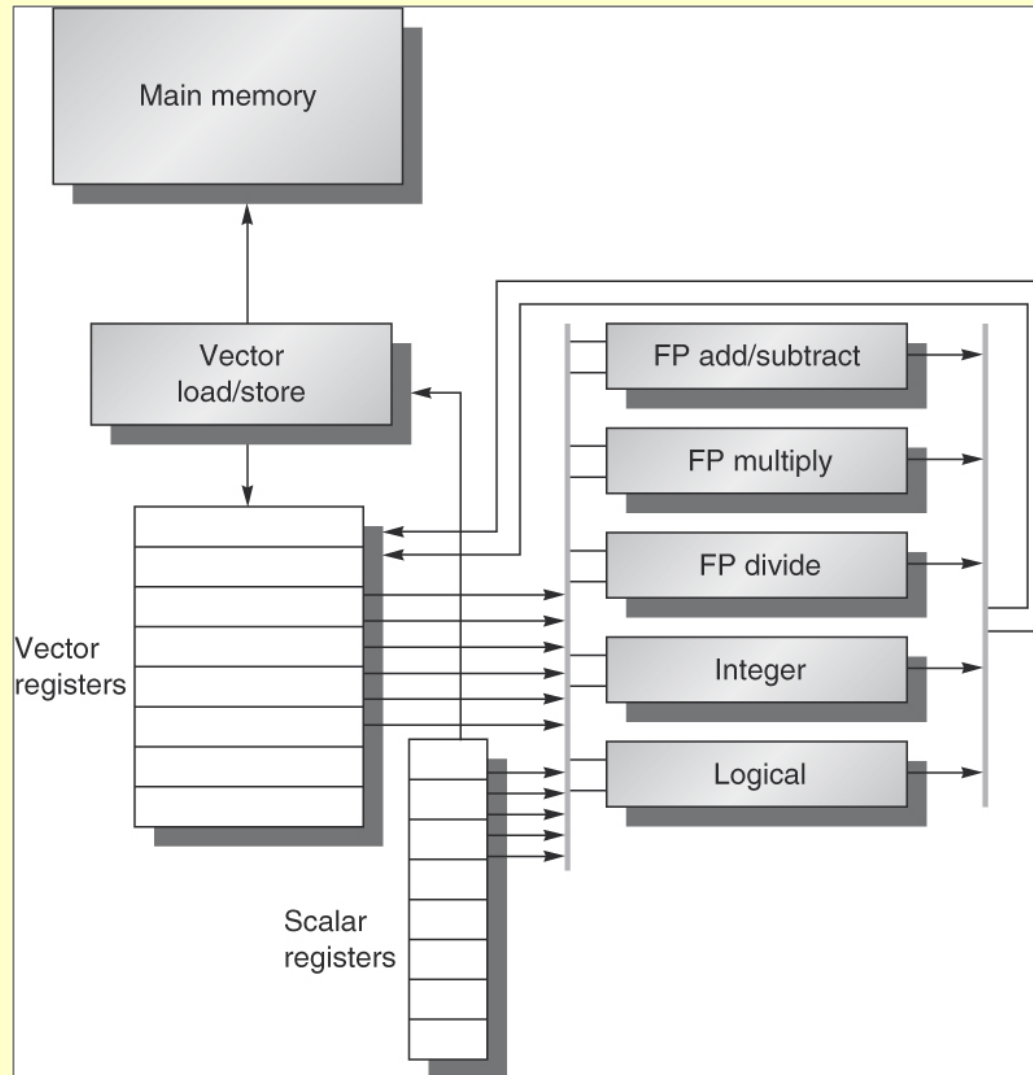 Main memory
Vector
load/store
FP add/subtract
FP multiply
FP divide
Integer
Logical
Vector
registers
Scalar
registers